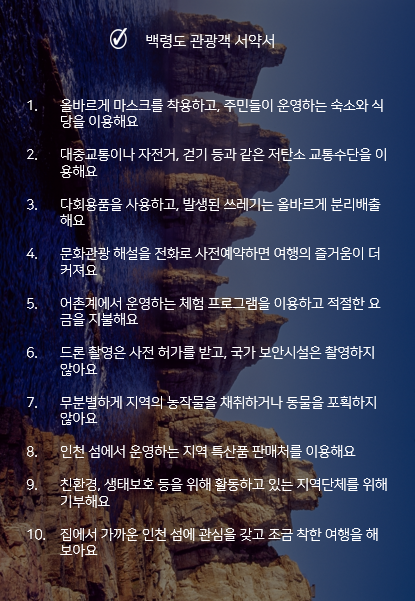 백령도 관광객 서약서
1. 올바르게 마스크를 착용하고, 주민들이 운영하는 숙소와 식
당을 이용해요
2. 대중교통이나 자전거, 걷기 등과 같은 저탄소 교통수단을 이
용해요
3. 다회용품을 사용하고, 발생된 쓰레기는 올바르게 분리배출
해요
4. 문화관광 해설을 전화로 사전예약하면 여행의 즐거움이 더
커져요
5. 어촌계에서 운영하는 체험 프로그램을 이용하고 적절한 요
금을 지불해요
6. 드론 촬영은 사전 허가를 받고, 국가 보안시설은 촬영하지
않아요
7. 무분별하게 지역의 농작물을 채취하거나 동물을 포획하지
않아요
8. 인천 섬에서 운영하는 지역 특산품 판매처를 이용해요
9. 친환경, 생태보호 등을 위해 활동하고 있는 지역단체를 위해
기부해요
10. 집에서 가까운 인천 섬에 관심을 갖고 조금 착한 여행을 해
보아요